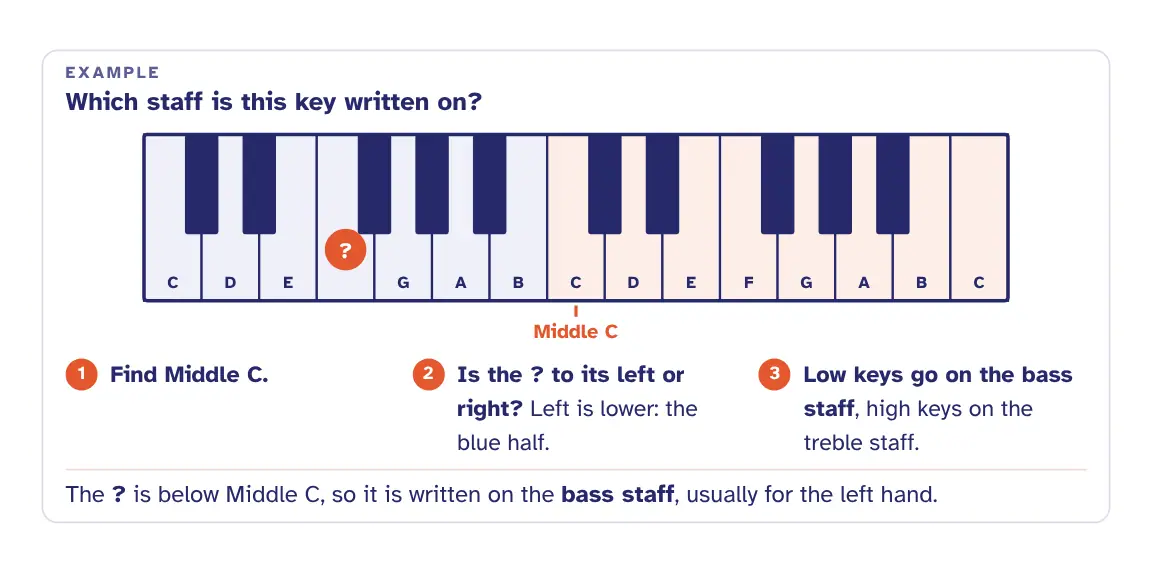 EXAMPLE
Which staff is this key written on?
?
C D E G A B C D E F G A B C
Middle C
1 Find Middle C.
2 Is the ? to its left or
right? Left is lower: the
blue half.
3 Low keys go on the bass
staff, high keys on the
treble staff.
The ? is below Middle C, so it is written on the bass staff, usually for the left hand.